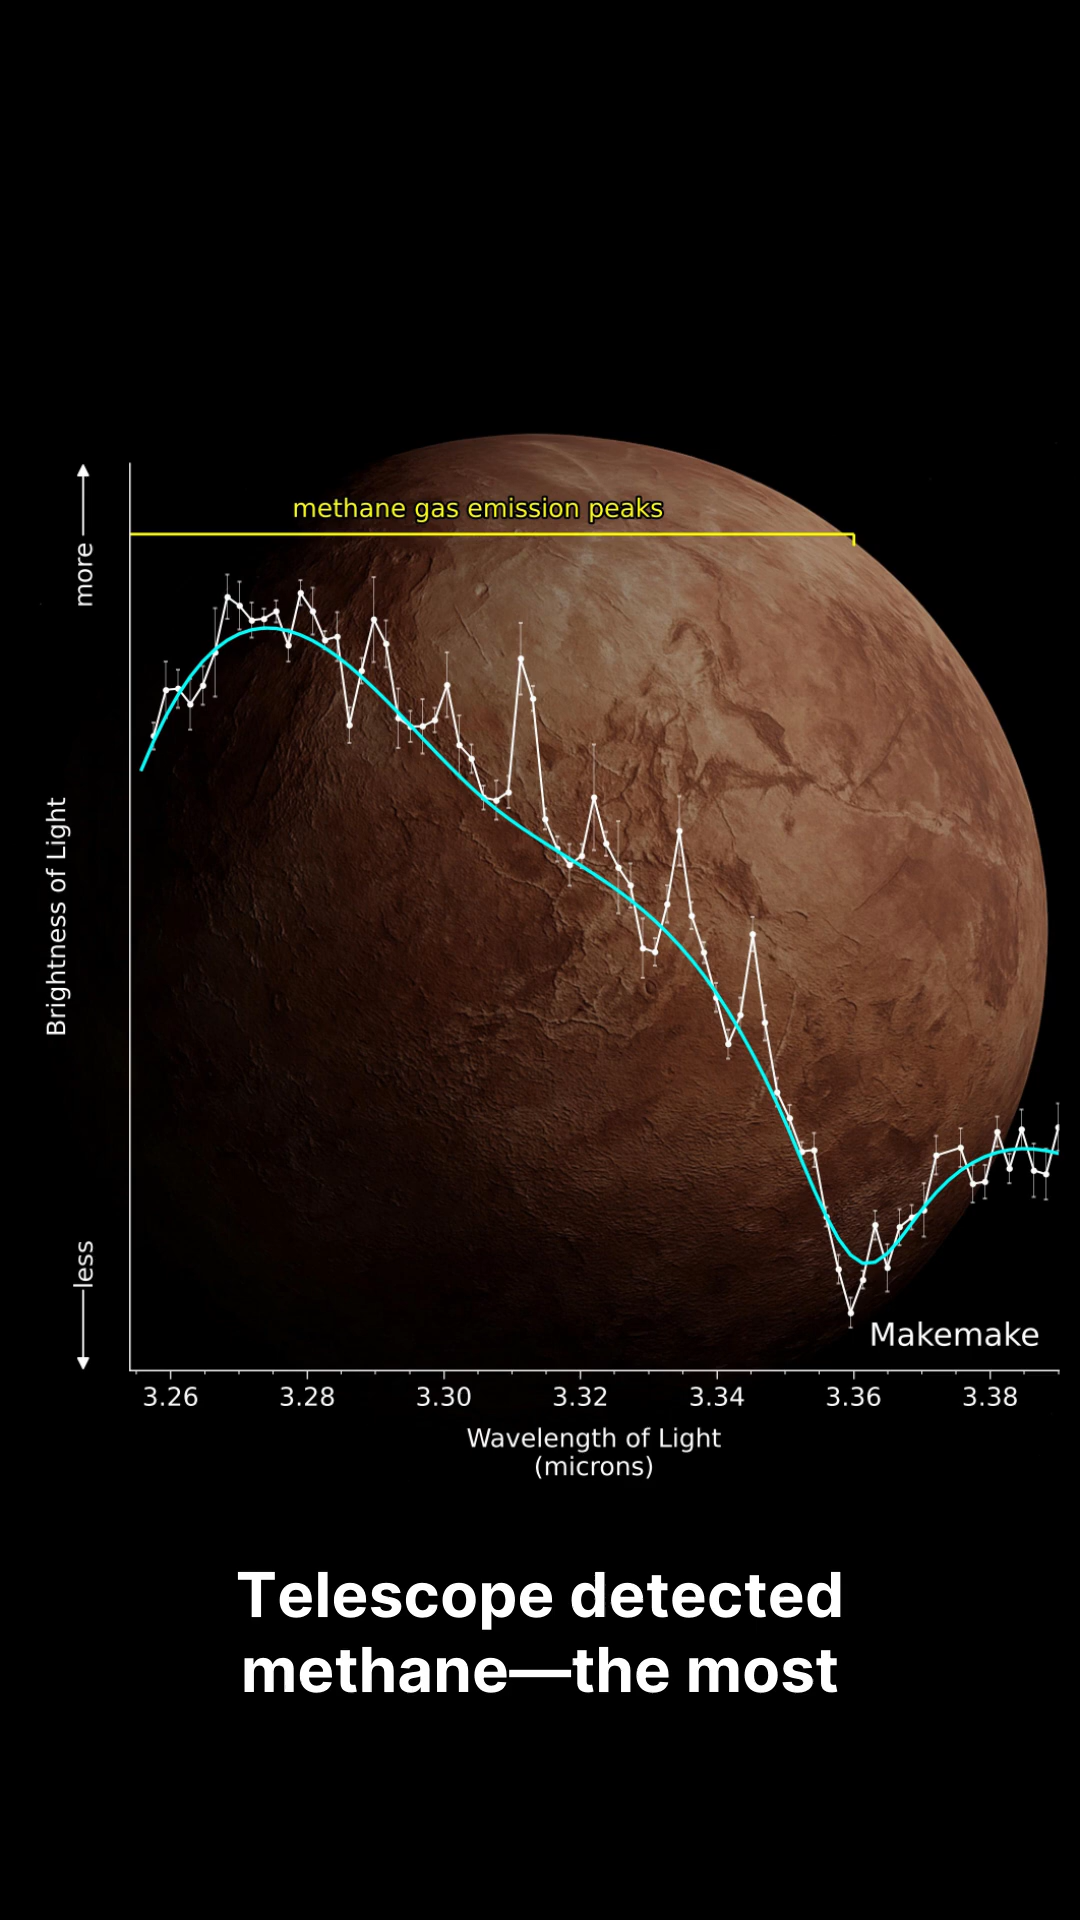 methane gas emission peaks
more
Brightness of Light
less
Makemake
3.26 3.28 3.30 3.32 3.34 3.36 3.38
Wavelength of Light
(microns)
Telescope detected
methane—the most